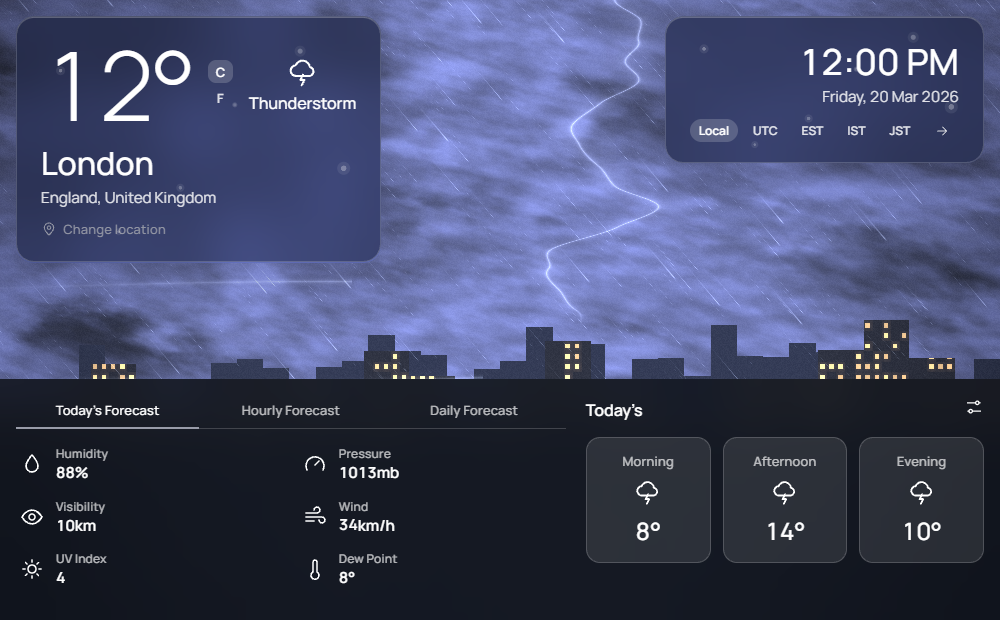 12°
C
F
Thunderstorm
London
England, United Kingdom
Change location
12:00 PM
Friday, 20 Mar 2026
Local UTC EST IST JST →
Today's Forecast Hourly Forecast Daily Forecast
Humidity
88%
Pressure
1013mb
Visibility
10km
Wind
34km/h
UV Index
4
Dew Point
8°
Today's
Morning
8°
Afternoon
14°
Evening
10°